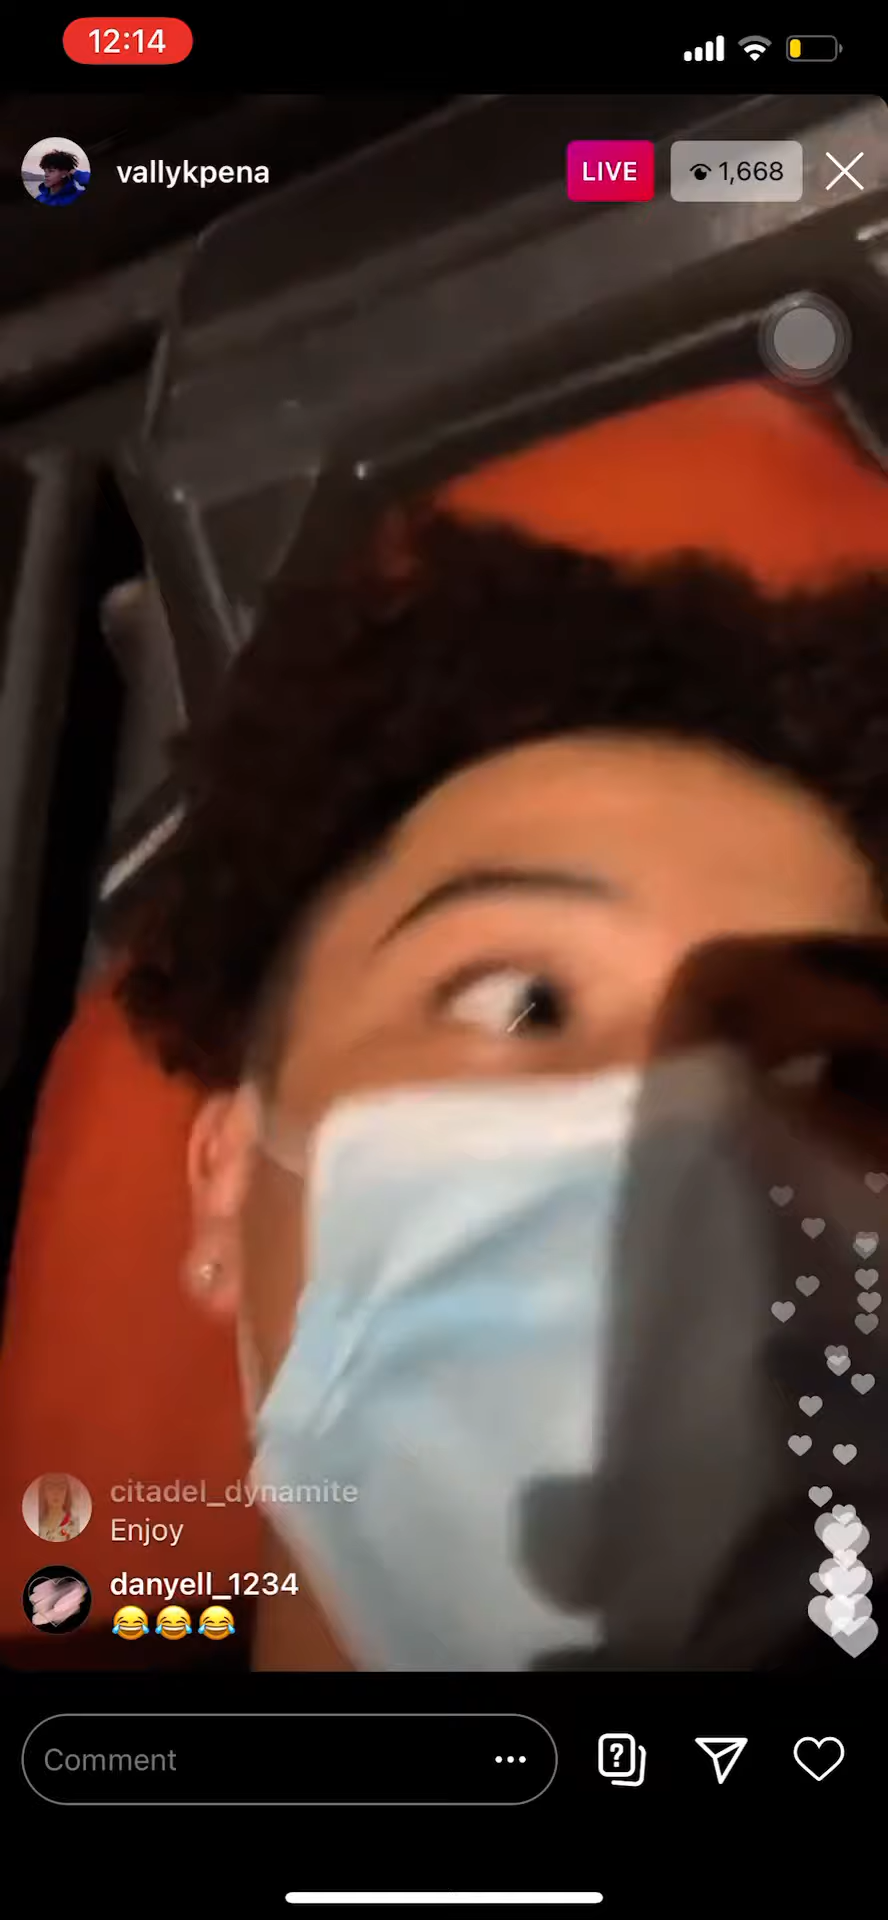 12:14
vallykpena
LIVE
1,668
citadel_dynamite
Enjoy
danyell_1234
😂😂😂
Comment